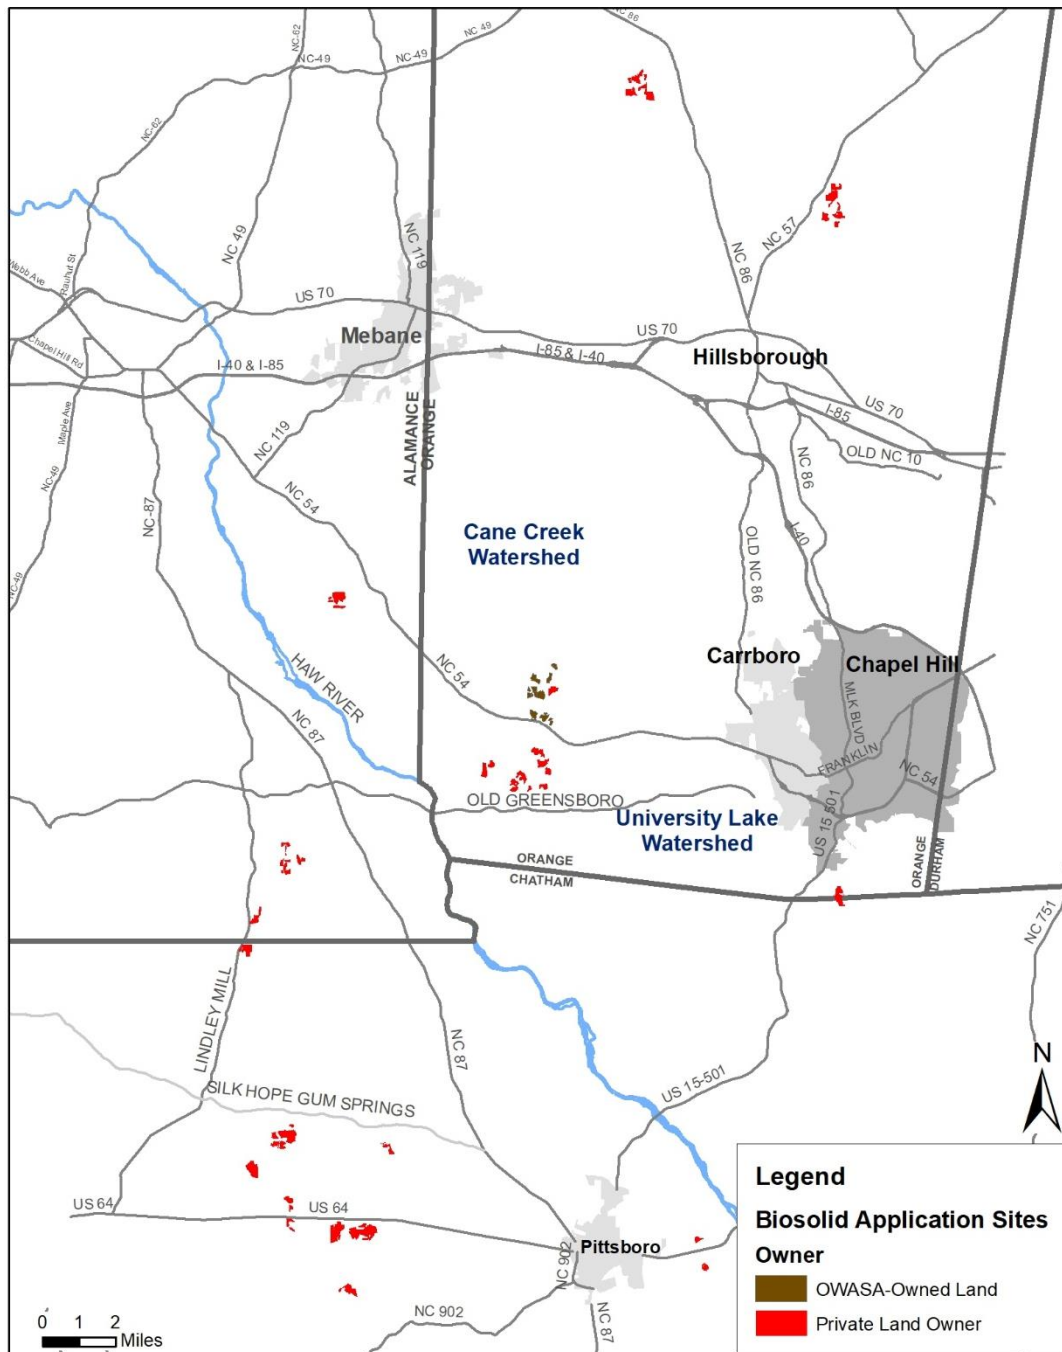 NC 86
NC-62
NC-49
NC-49
NC 49
NC-62
NC 119
NC 49
NC 57
NC 86
Webb Ave
Rauhut St
US 70
US 70
Mebane
Hillsborough
Chapel Hill Rd
I-40 & I-85
I-85 & I-40
US 70
I-85
Maple Ave
ALAMANCE
ORANGE
NC 119
OLD NC 10
NC 86
NC-49
NC-87
NC 54
I-40
OLD NC 86
Cane Creek
Watershed
NC-49
HAW RIVER
NC 54
Carrboro
Chapel Hill
MLK BLVD
NC 87
FRANKLIN
NC 54
OLD GREENSBORO
University Lake
Watershed
US 15 501
ORANGE
CHATHAM
ORANGE
DURHAM
NC 751
LINDLEY MILL
NC 87
US 15-501
SILK HOPE GUM SPRINGS
N
US 64
US 64
Pittsboro
NC 902
NC 902
NC 87
0 1 2
Miles
Legend
Biosolid Application Sites
Owner
OWASA-Owned Land
Private Land Owner